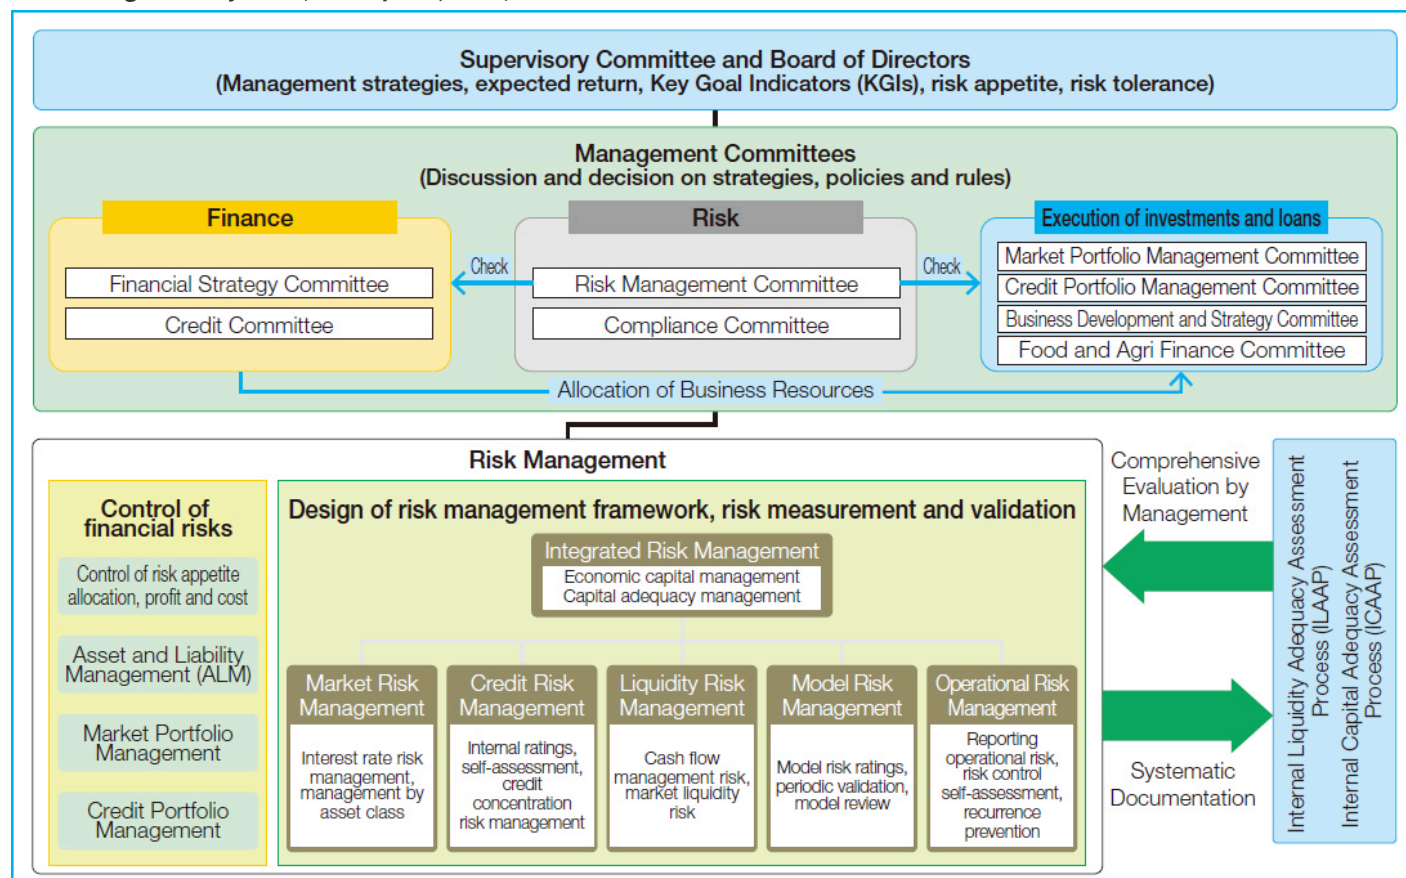 Supervisory Committee and Board of Directors
(Management strategies, expected return, Key Goal Indicators (KGIs), risk appetite, risk tolerance)
Management Committees
(Discussion and decision on strategies, policies and rules)
Finance
Financial Strategy Committee
Credit Committee
Check
Risk
Risk Management Committee
Compliance Committee
Check
Execution of investments and loans
Market Portfolio Management Committee
Credit Portfolio Management Committee
Business Development and Strategy Committee
Food and Agri Finance Committee
Allocation of Business Resources
Risk Management
Control of
financial risks
Control of risk appetite
allocation, profit and cost
Asset and Liability
Management (ALM)
Market Portfolio
Management
Credit Portfolio
Management
Design of risk management framework, risk measurement and validation
Integrated Risk Management
Economic capital management
Capital adequacy management
Market Risk
Management
Interest rate risk
management,
management by
asset class
Credit Risk
Management
Internal ratings,
self-assessment,
credit
concentration
risk management
Liquidity Risk
Management
Cash flow
management risk,
market liquidity
risk
Model Risk
Management
Model risk ratings,
periodic validation,
model review
Operational Risk
Management
Reporting
operational risk,
risk control
self-assessment,
recurrence
prevention
Comprehensive
Evaluation by
Management
Systematic
Documentation
Internal Liquidity Adequacy Assessment
Process (ILAAP)
Internal Capital Adequacy Assessment
Process (ICAAP)